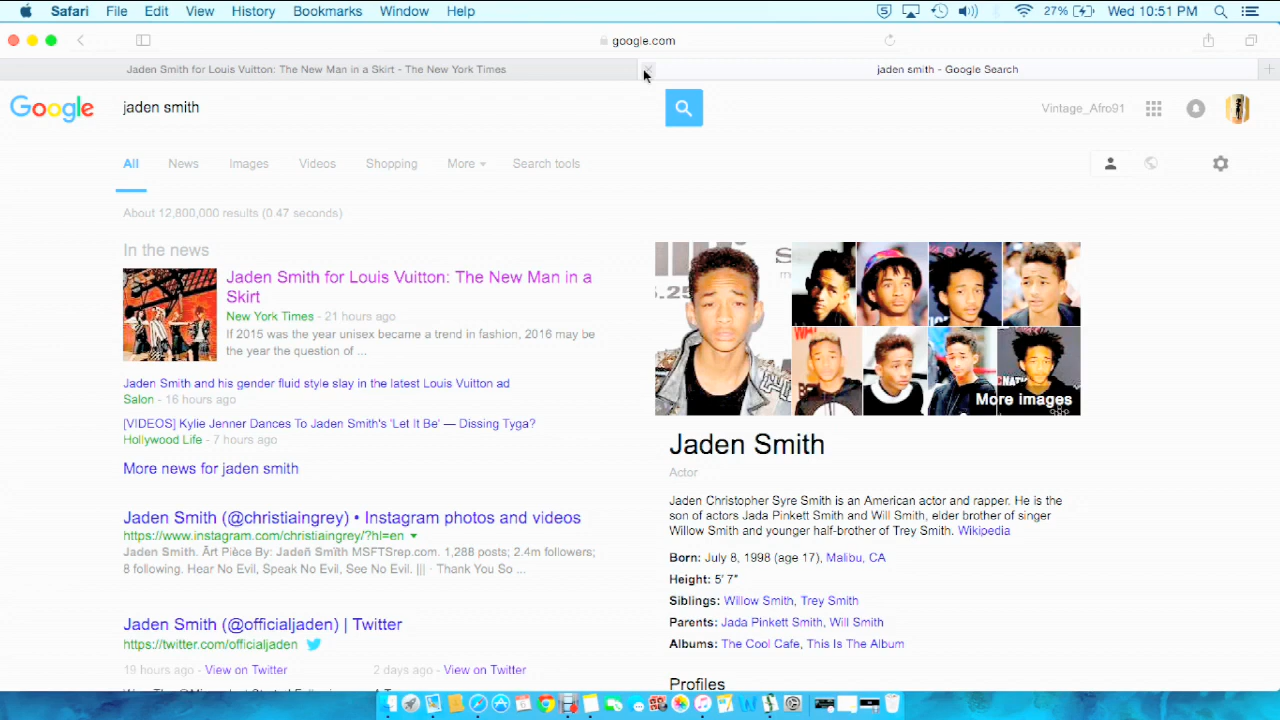 Safari File Edit View History Bookmarks Window Help
27% Wed 10:51 PM
google.com
Jaden Smith for Louis Vuitton: The New Man in a Skirt - The New York Times
jaden smith - Google Search
Google
jaden smith
Vintage_Afro91
All News Images Videos Shopping More Search tools
About 12,800,000 results (0.47 seconds)
In the news
Jaden Smith for Louis Vuitton: The New Man in a
Skirt
New York Times - 21 hours ago
If 2015 was the year unisex became a trend in fashion, 2016 may be
the year the question of ...
Jaden Smith and his gender fluid style slay in the latest Louis Vuitton ad
Salon - 16 hours ago
[VIDEOS] Kylie Jenner Dances To Jaden Smith's 'Let It Be' — Dissing Tyga?
Hollywood Life - 7 hours ago
More news for jaden smith
Jaden Smith (@christiaingrey) • Instagram photos and videos
https://www.instagram.com/christiaingrey/?hl=en
Jaden Smith. Ärt Pièce By: Jadeñ Smïth MSFTSrep.com. 1,288 posts; 2.4m followers;
8 following. Hear No Evil, Speak No Evil, See No Evil. ||| · Thank You So ...
Jaden Smith (@officialjaden) | Twitter
https://twitter.com/officialjaden
19 hours ago - View on Twitter
2 days ago - View on Twitter
More images
Jaden Smith
Actor
Jaden Christopher Syre Smith is an American actor and rapper. He is the
son of actors Jada Pinkett Smith and Will Smith, elder brother of singer
Willow Smith and younger half-brother of Trey Smith. Wikipedia
Born: July 8, 1998 (age 17), Malibu, CA
Height: 5' 7"
Siblings: Willow Smith, Trey Smith
Parents: Jada Pinkett Smith, Will Smith
Albums: The Cool Cafe, This Is The Album
Profiles